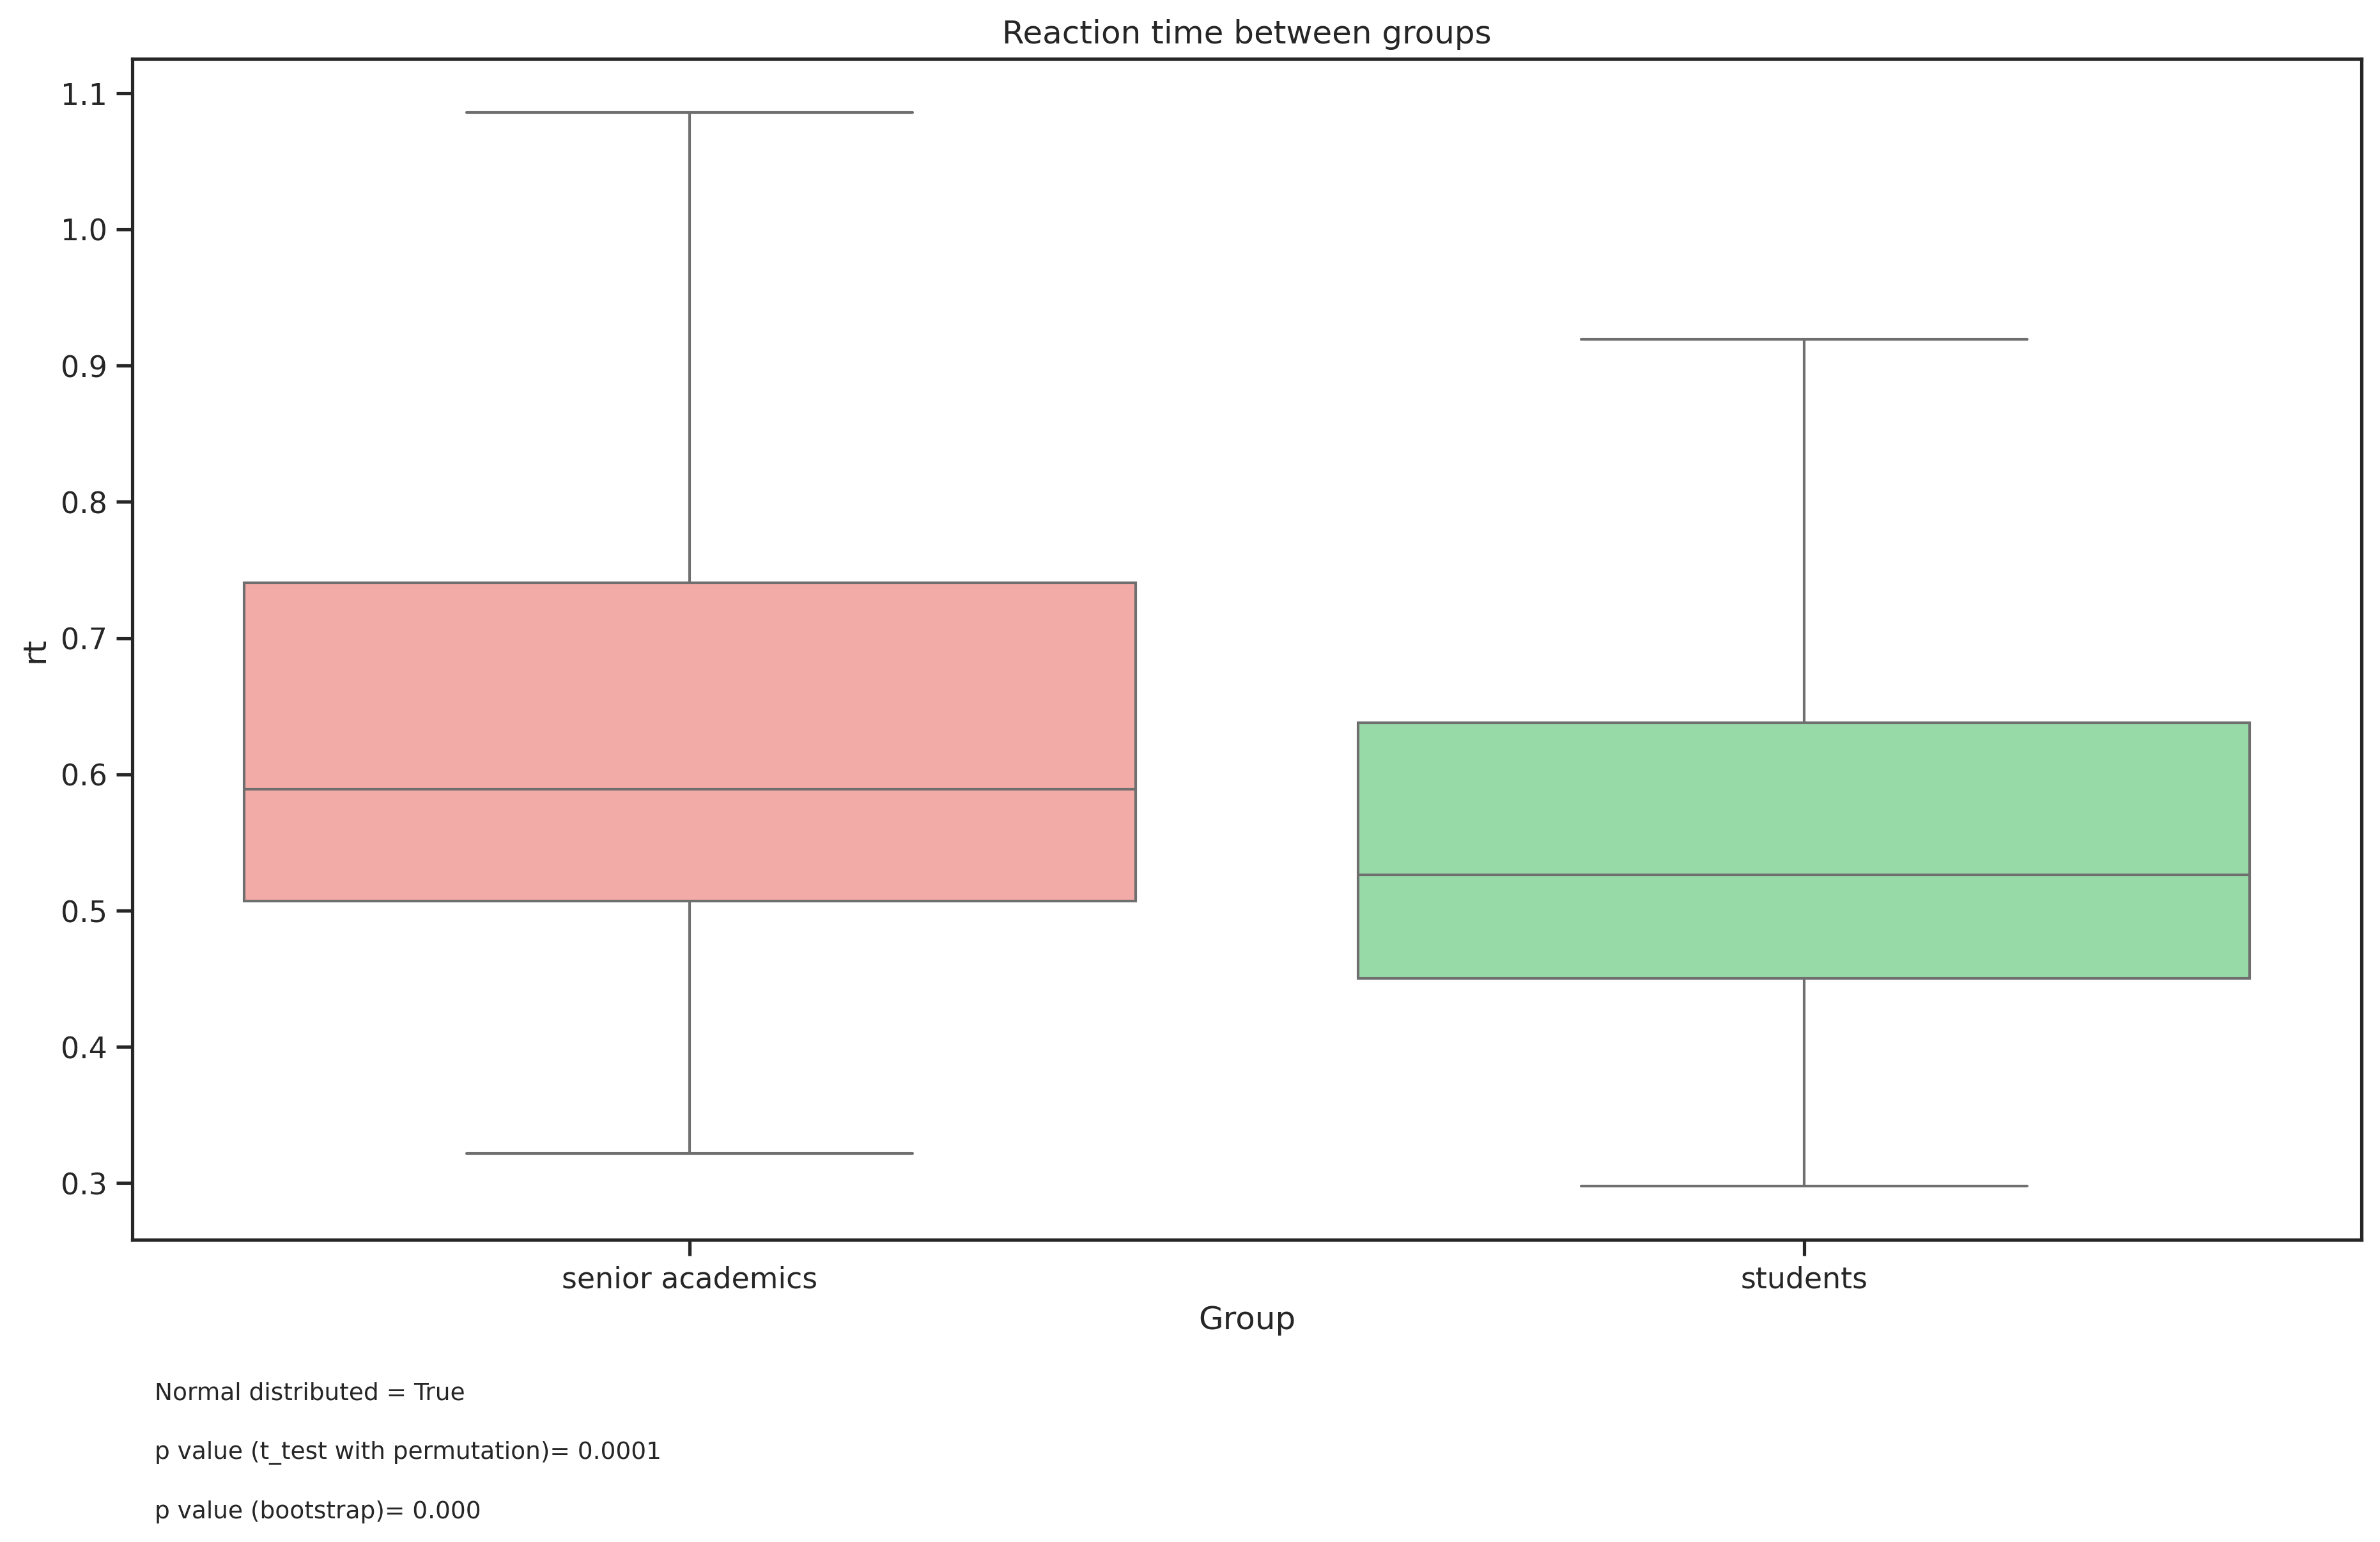 Reaction time between groups
1.1
1.0
0.9
0.8
0.7
0.6
0.5
0.4
0.3
rt
senior academics
students
Group
Normal distributed = True
p value (t_test with permutation)= 0.0001
p value (bootstrap)= 0.000